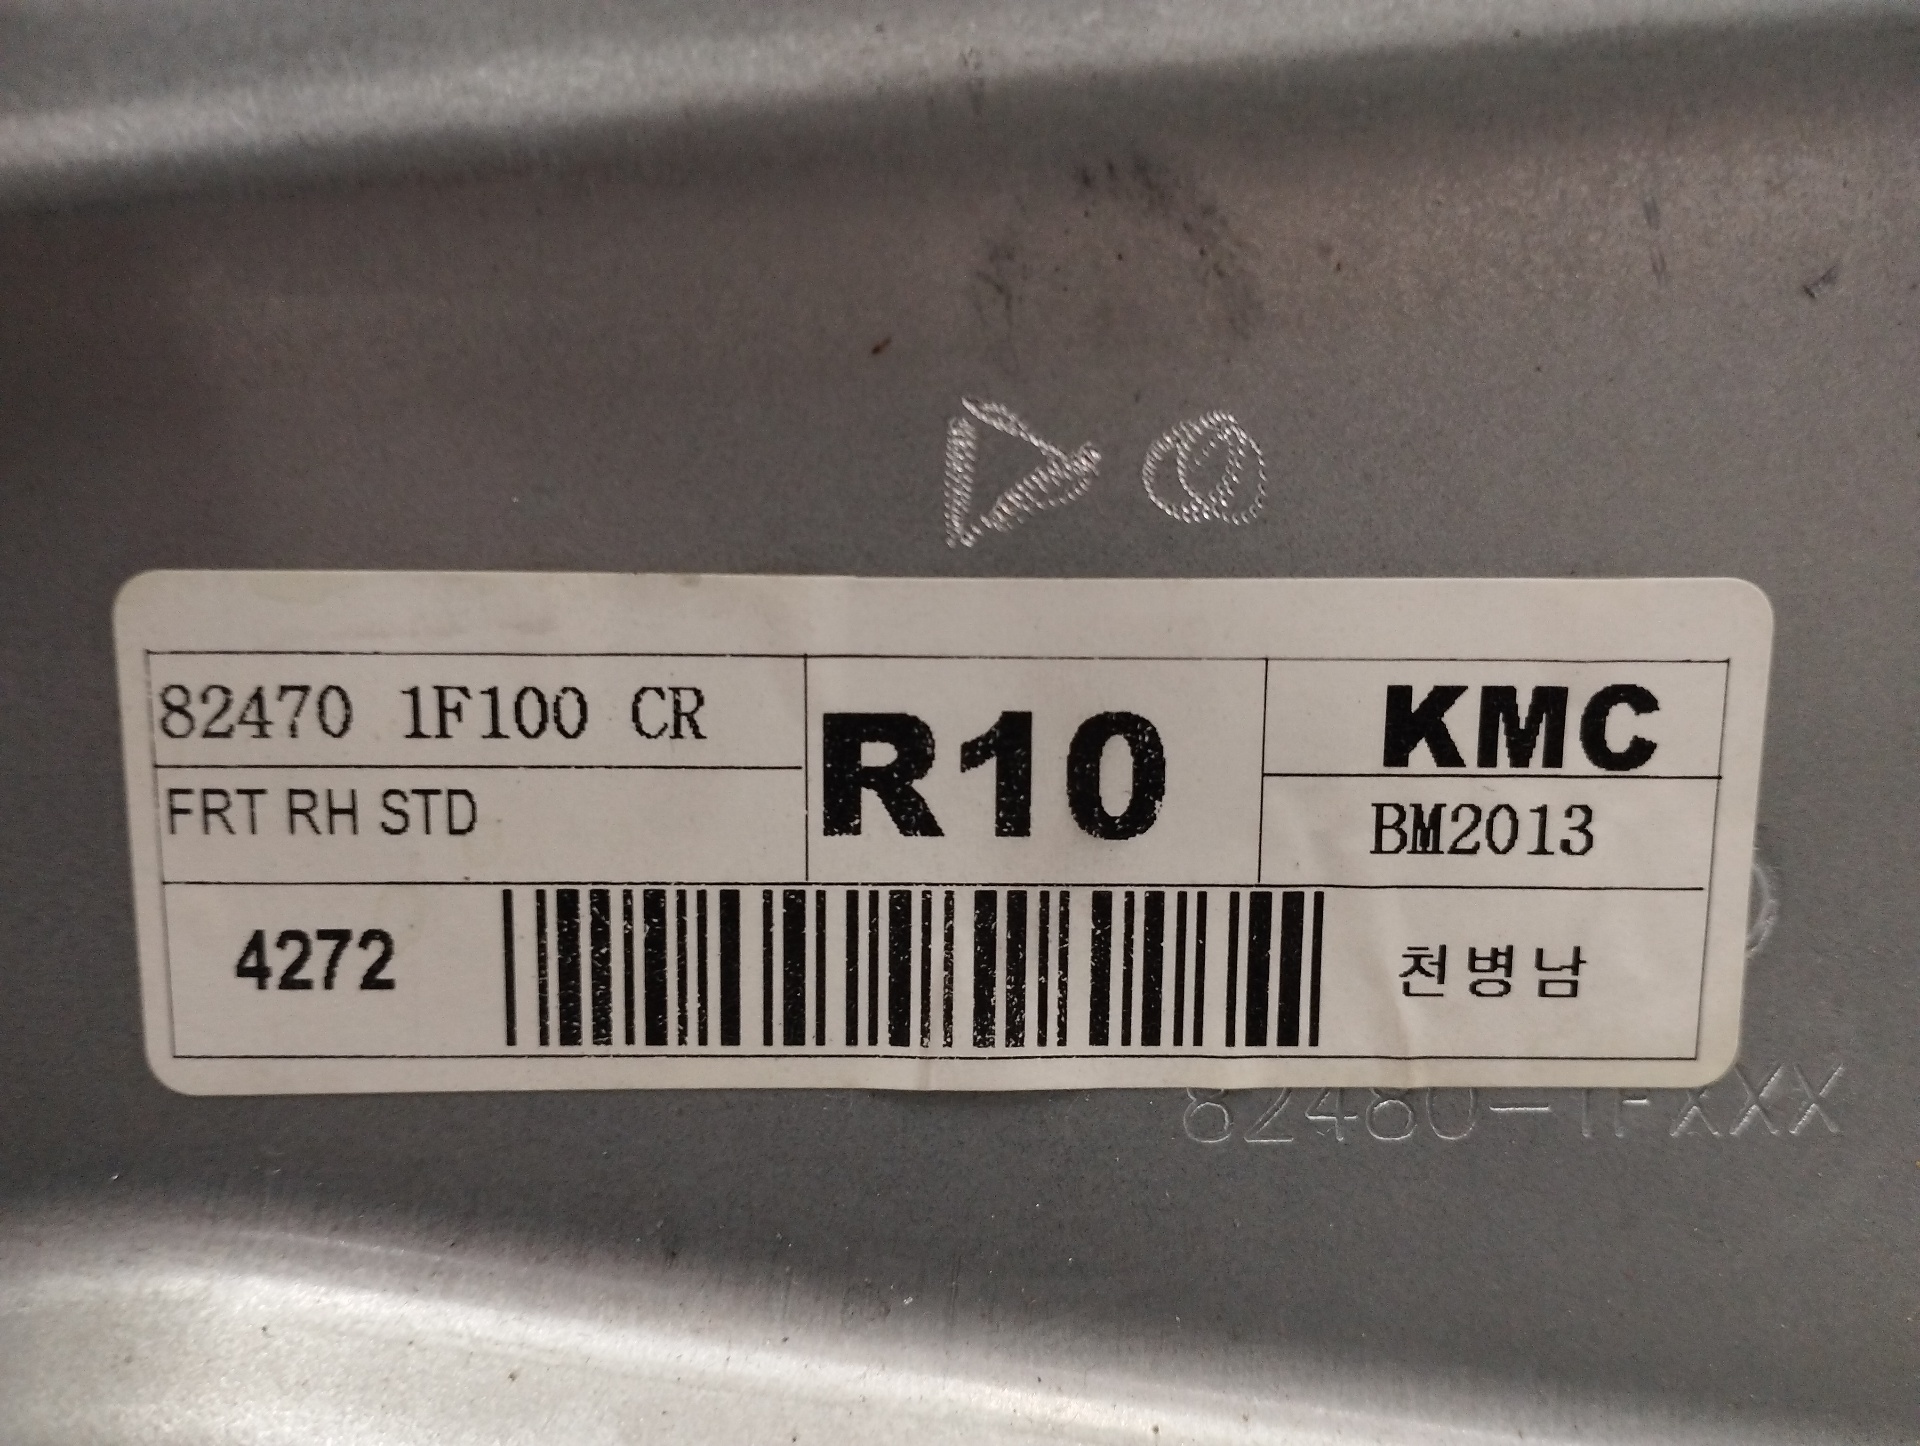 82470 1F100 CR
FRT RH STD
R10
KMC
BM2013
4272
천병남
82480-1FXXX